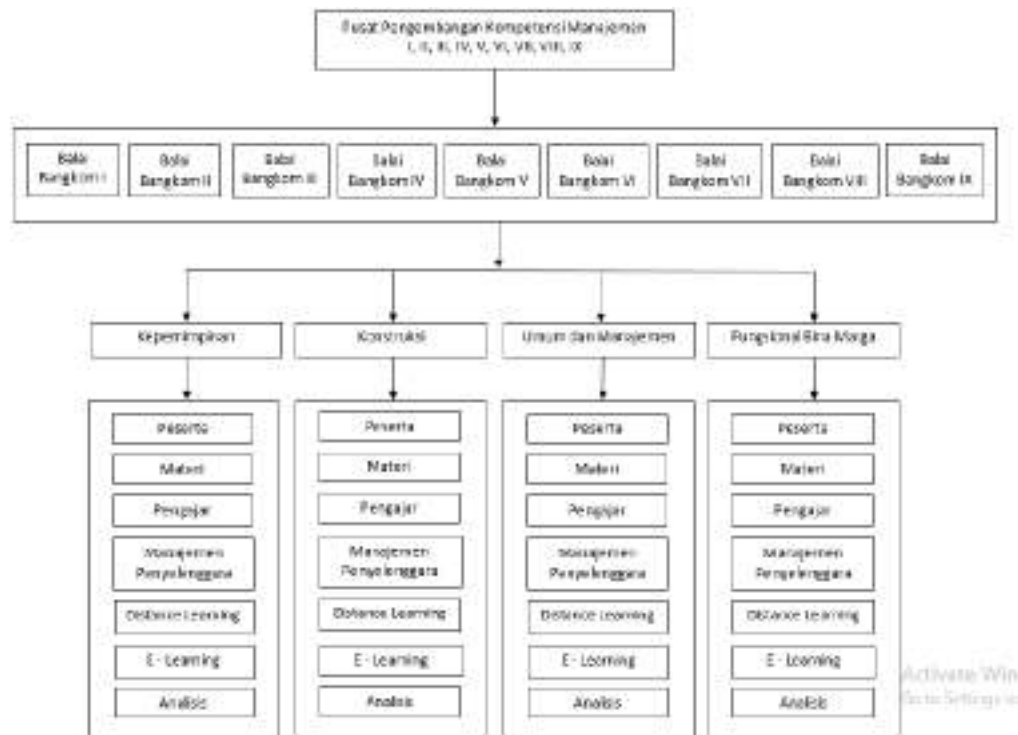 Pusat Pengembangan Kompetensi Manajemen
I, II, III, IV, V, VI, VII, VIII, IX
Balai
Bangkom I
Balai
Bangkom II
Balai
Bangkom III
Balai
Bangkom IV
Balai
Bangkom V
Balai
Bangkom VI
Balai
Bangkom VII
Balai
Bangkom VIII
Balai
Bangkom IX
Kepemimpinan
Konstruksi
Umum dan Manajemen
Fungsional Bina Marga
Peserta
Materi
Pengajar
Manajemen
Penyelenggara
Distance Learning
E - Learning
Analisis
Peserta
Materi
Pengajar
Manajemen
Penyelenggara
Distance Learning
E - Learning
Analisis
Peserta
Materi
Pengajar
Manajemen
Penyelenggara
Distance Learning
E - Learning
Analisis
Peserta
Materi
Pengajar
Manajemen
Penyelenggara
Distance Learning
E - Learning
Analisis
Activate Win
Go to Settings